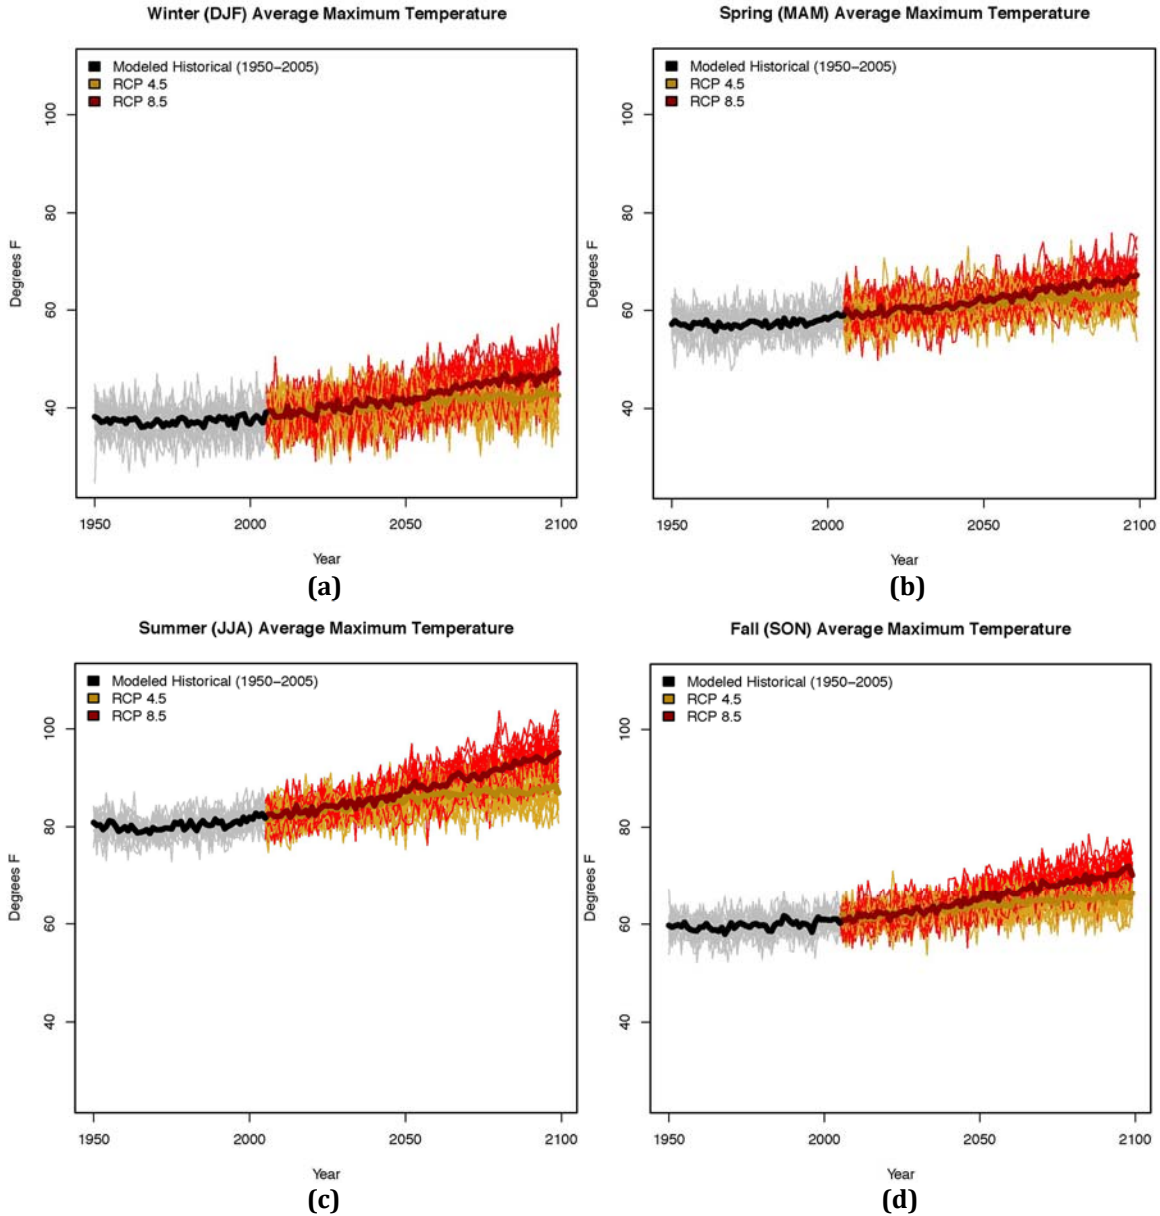 Winter (DJF) Average Maximum Temperature
Modeled Historical (1950−2005)
RCP 4.5
RCP 8.5
Degrees F
100
80
60
40
1950
2000
2050
2100
Year
(a)
Spring (MAM) Average Maximum Temperature
Modeled Historical (1950−2005)
RCP 4.5
RCP 8.5
Degrees F
100
80
60
40
1950
2000
2050
2100
Year
(b)
Summer (JJA) Average Maximum Temperature
Modeled Historical (1950−2005)
RCP 4.5
RCP 8.5
Degrees F
100
80
60
40
1950
2000
2050
2100
Year
(c)
Fall (SON) Average Maximum Temperature
Modeled Historical (1950−2005)
RCP 4.5
RCP 8.5
Degrees F
100
80
60
40
1950
2000
2050
2100
Year
(d)